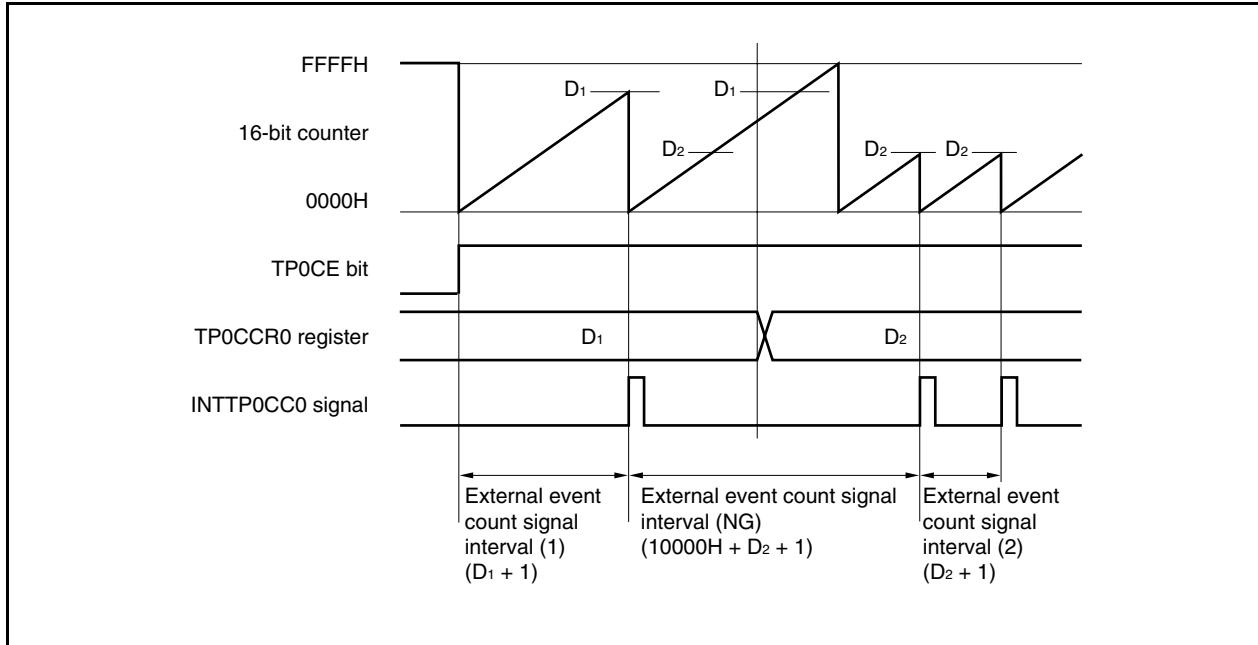 FFFFH
D1
D1
16-bit counter
D2
D2
D2
0000H
TP0CE bit
TP0CCR0 register
D1
D2
INTTP0CC0 signal
External event
count signal
interval (1)
(D1 + 1)
External event count signal
interval (NG)
(10000H + D2 + 1)
External event
count signal
interval (2)
(D2 + 1)